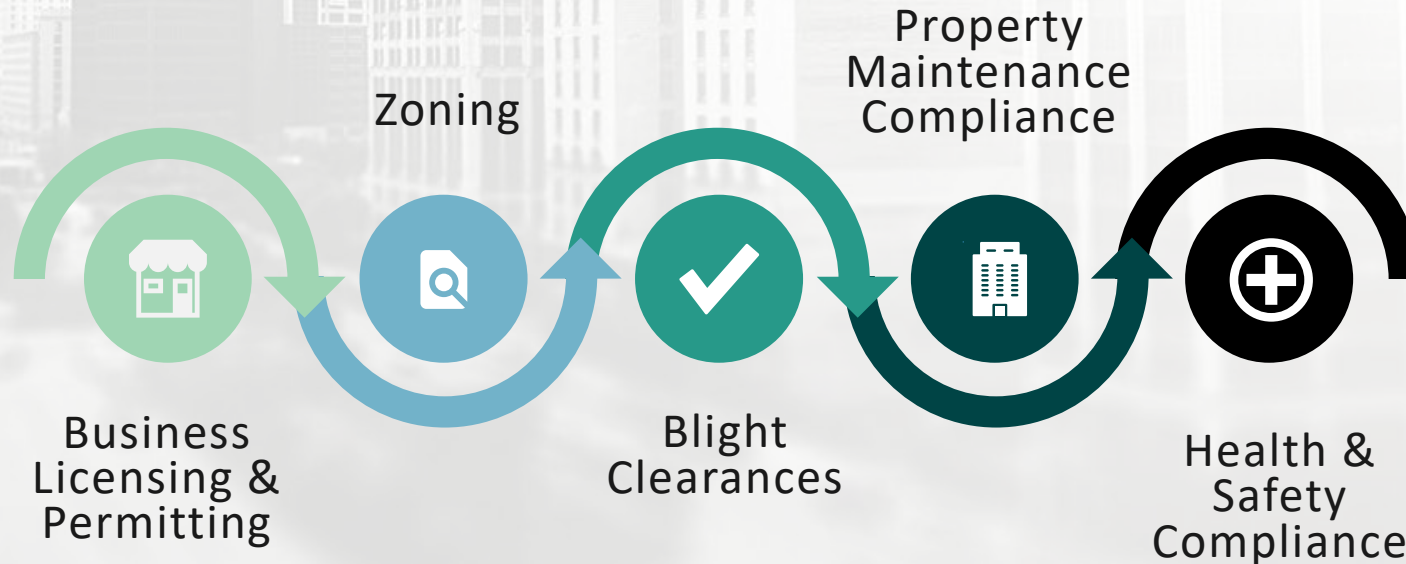 Business
Licensing &
Permitting
Zoning
Blight
Clearances
Property
Maintenance
Compliance
Health &
Safety
Compliance